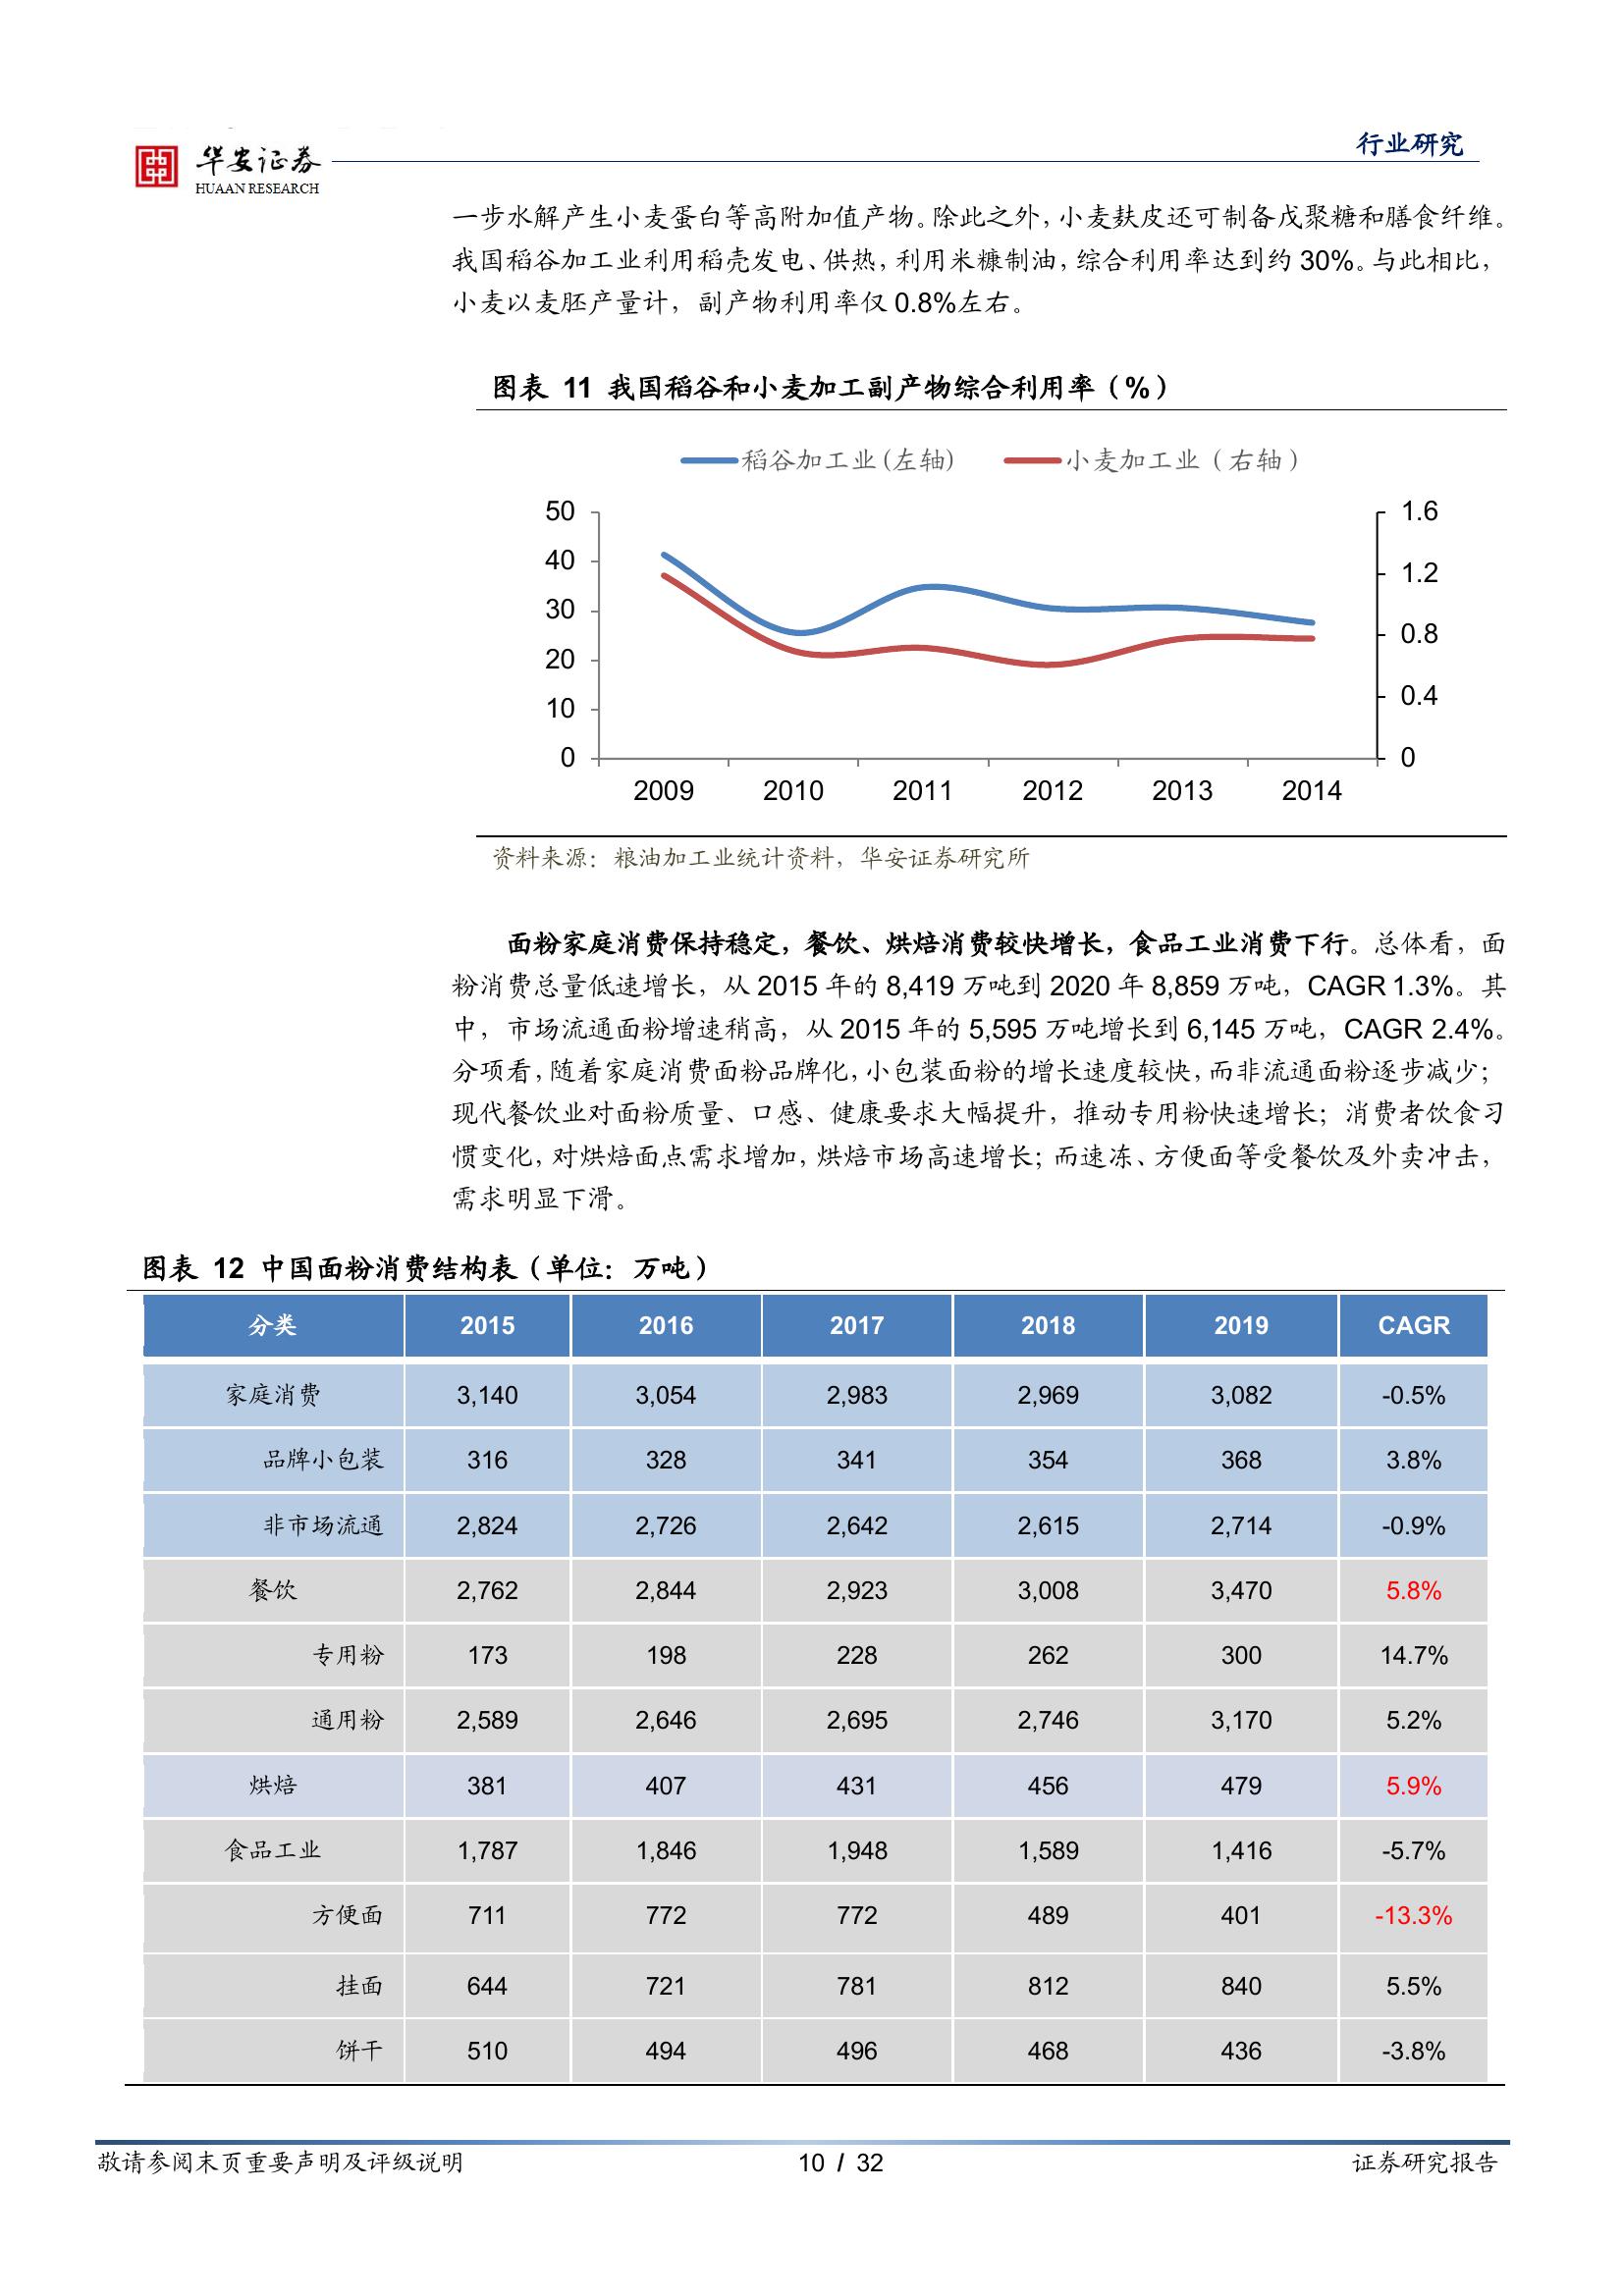 华安证券
HUAAN RESEARCH
行业研究
一步水解产生小麦蛋白等高附加值产物。除此之外，小麦麸皮还可制备戊聚糖和膳食纤维。
我国稻谷加工业利用稻壳发电、供热，利用米糠制油，综合利用率达到约 30%。与此相比，
小麦以麦胚产量计，副产物利用率仅 0.8%左右。
图表 11 我国稻谷和小麦加工副产物综合利用率（%）
稻谷加工业(左轴) 小麦加工业（右轴）
50 1.6
40 1.2
30 0.8
20 0.4
10 0
0
2009 2010 2011 2012 2013 2014
资料来源：粮油加工业统计资料，华安证券研究所
面粉家庭消费保持稳定，餐饮、烘焙消费较快增长，食品工业消费下行。总体看，面
粉消费总量低速增长，从 2015 年的 8,419 万吨到 2020 年 8,859 万吨，CAGR 1.3%。其
中，市场流通面粉增速稍高，从 2015 年的 5,595 万吨增长到 6,145 万吨，CAGR 2.4%。
分项看，随着家庭消费面粉品牌化，小包装面粉的增长速度较快，而非流通面粉逐步减少；
现代餐饮业对面粉质量、口感、健康要求大幅提升，推动专用粉快速增长；消费者饮食习
惯变化，对烘焙面点需求增加，烘焙市场高速增长；而速冻、方便面等受餐饮及外卖冲击，
需求明显下滑。
图表 12 中国面粉消费结构表（单位：万吨）
分类 2015 2016 2017 2018 2019 CAGR
家庭消费 3,140 3,054 2,983 2,969 3,082 -0.5%
品牌小包装 316 328 341 354 368 3.8%
非市场流通 2,824 2,726 2,642 2,615 2,714 -0.9%
餐饮 2,762 2,844 2,923 3,008 3,470 5.8%
专用粉 173 198 228 262 300 14.7%
通用粉 2,589 2,646 2,695 2,746 3,170 5.2%
烘焙 381 407 431 456 479 5.9%
食品工业 1,787 1,846 1,948 1,589 1,416 -5.7%
方便面 711 772 772 489 401 -13.3%
挂面 644 721 781 812 840 5.5%
饼干 510 494 496 468 436 -3.8%
敬请参阅末页重要声明及评级说明 10 / 32 证券研究报告